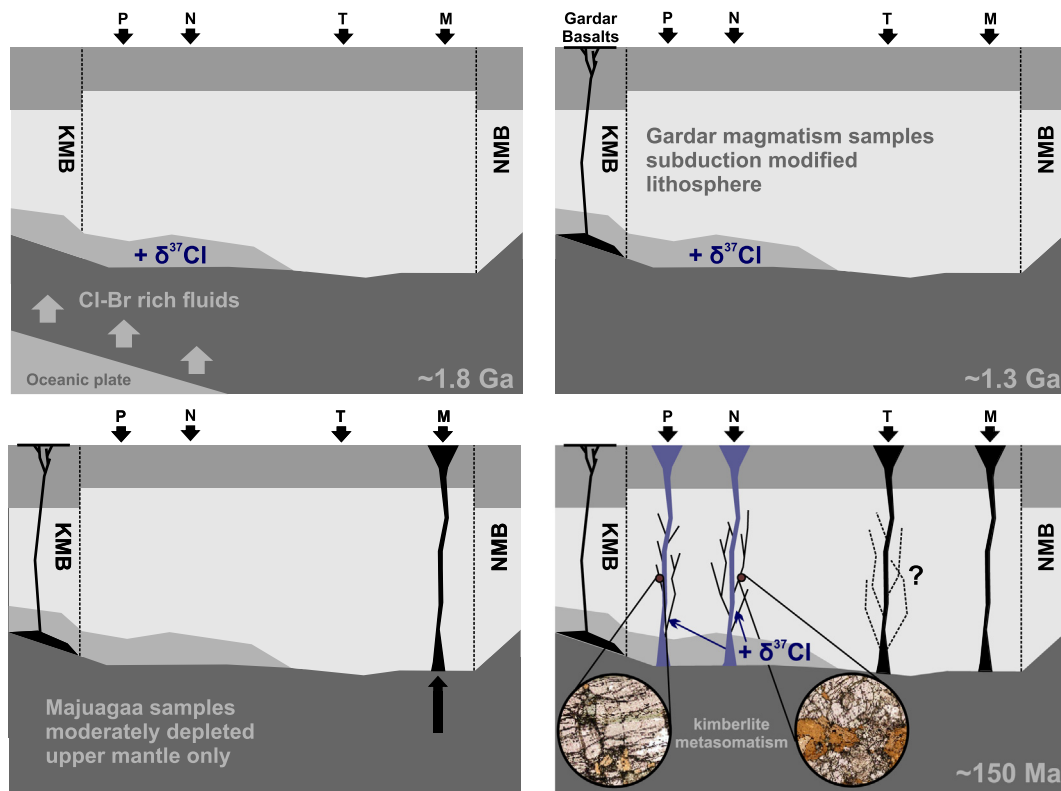 P N T M
KMB
NMB
+ δ³⁷Cl
Cl-Br rich fluids
Oceanic plate
~1.8 Ga
Gardar
Basalts
P N T M
KMB
NMB
Gardar magmatism samples
subduction modified
lithosphere
+ δ³⁷Cl
~1.3 Ga
P N T M
KMB
NMB
Majuagaa samples
moderately depleted
upper mantle only
P N T M
KMB
NMB
?
+ δ³⁷Cl
kimberlite
metasomatism
~150 Ma